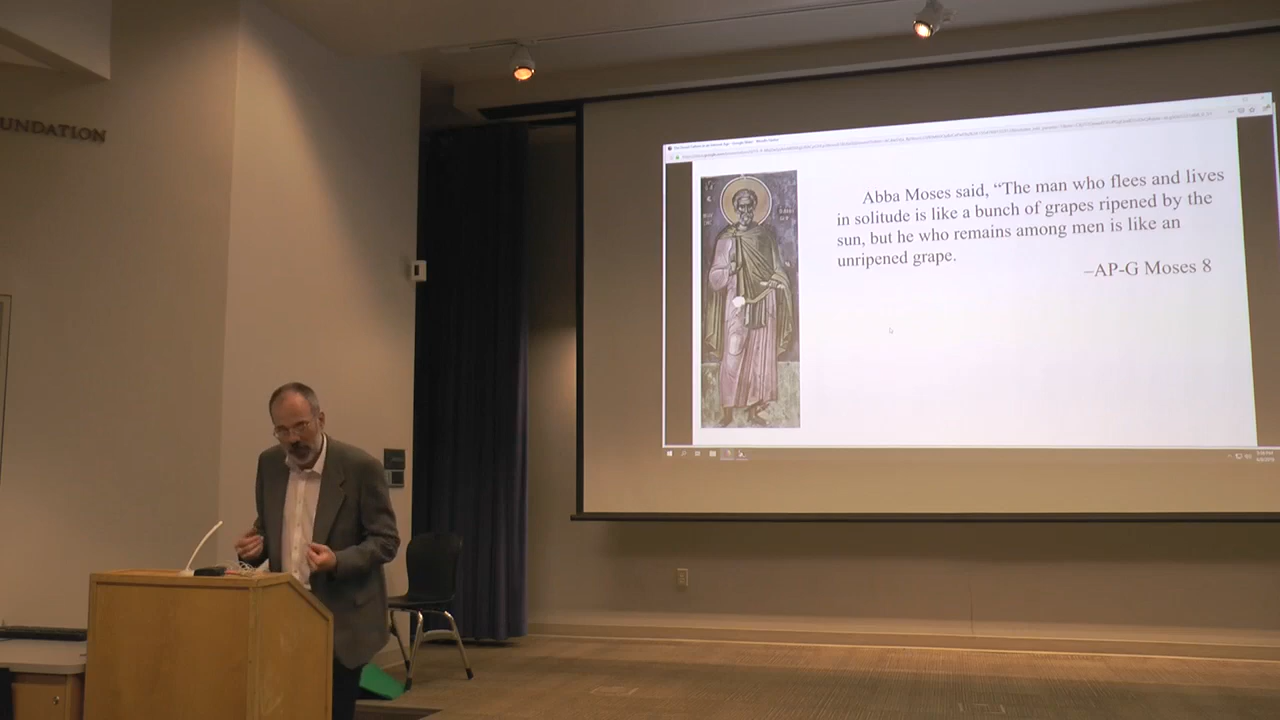 UNDATION
Abba Moses said, “The man who flees and lives
in solitude is like a bunch of grapes ripened by the
sun, but he who remains among men is like an
unripened grape.
–AP-G Moses 8